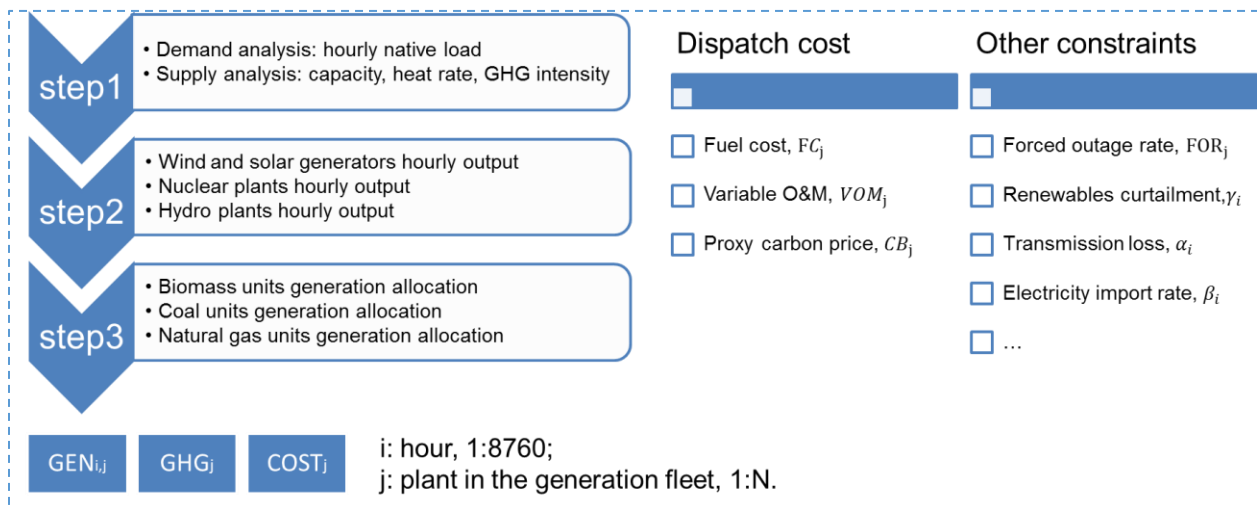 step1
• Demand analysis: hourly native load
• Supply analysis: capacity, heat rate, GHG intensity
step2
• Wind and solar generators hourly output
• Nuclear plants hourly output
• Hydro plants hourly output
step3
• Biomass units generation allocation
• Coal units generation allocation
• Natural gas units generation allocation
GENi,j
GHGj
COSTj
i: hour, 1:8760;
j: plant in the generation fleet, 1:N.
Dispatch cost
Fuel cost, FCj
Variable O&M, VOMj
Proxy carbon price, CBj
Other constraints
Forced outage rate, FORj
Renewables curtailment,γi
Transmission loss, αi
Electricity import rate, βi
…